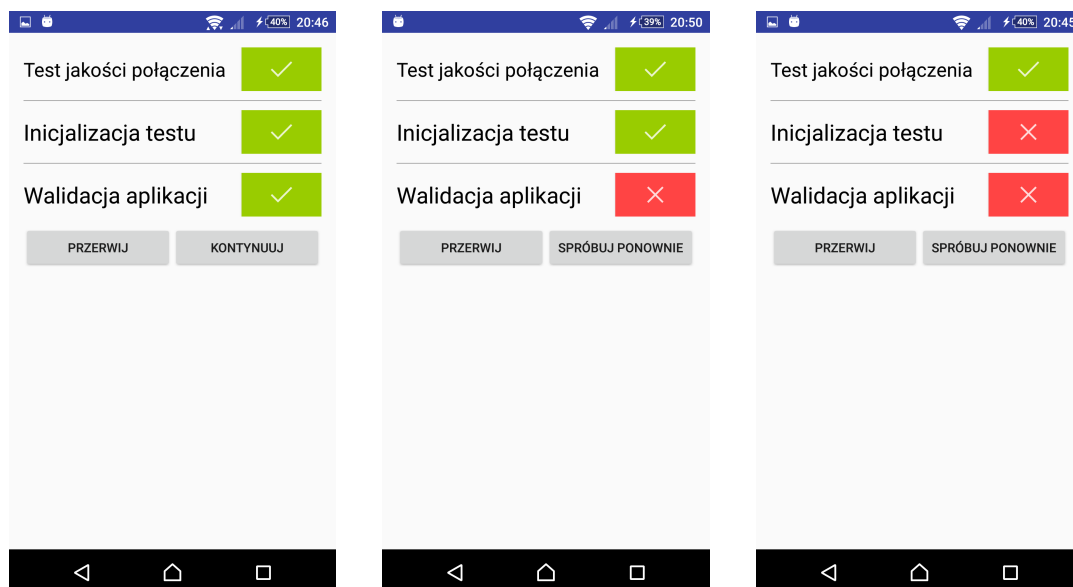 40% 20:46
Test jakości połączenia
Inicjalizacja testu
Walidacja aplikacji
PRZERWIJ KONTYNUUJ
39% 20:50
Test jakości połączenia
Inicjalizacja testu
Walidacja aplikacji
PRZERWIJ SPRÓBUJ PONOWNIE
40% 20:45
Test jakości połączenia
Inicjalizacja testu
Walidacja aplikacji
PRZERWIJ SPRÓBUJ PONOWNIE